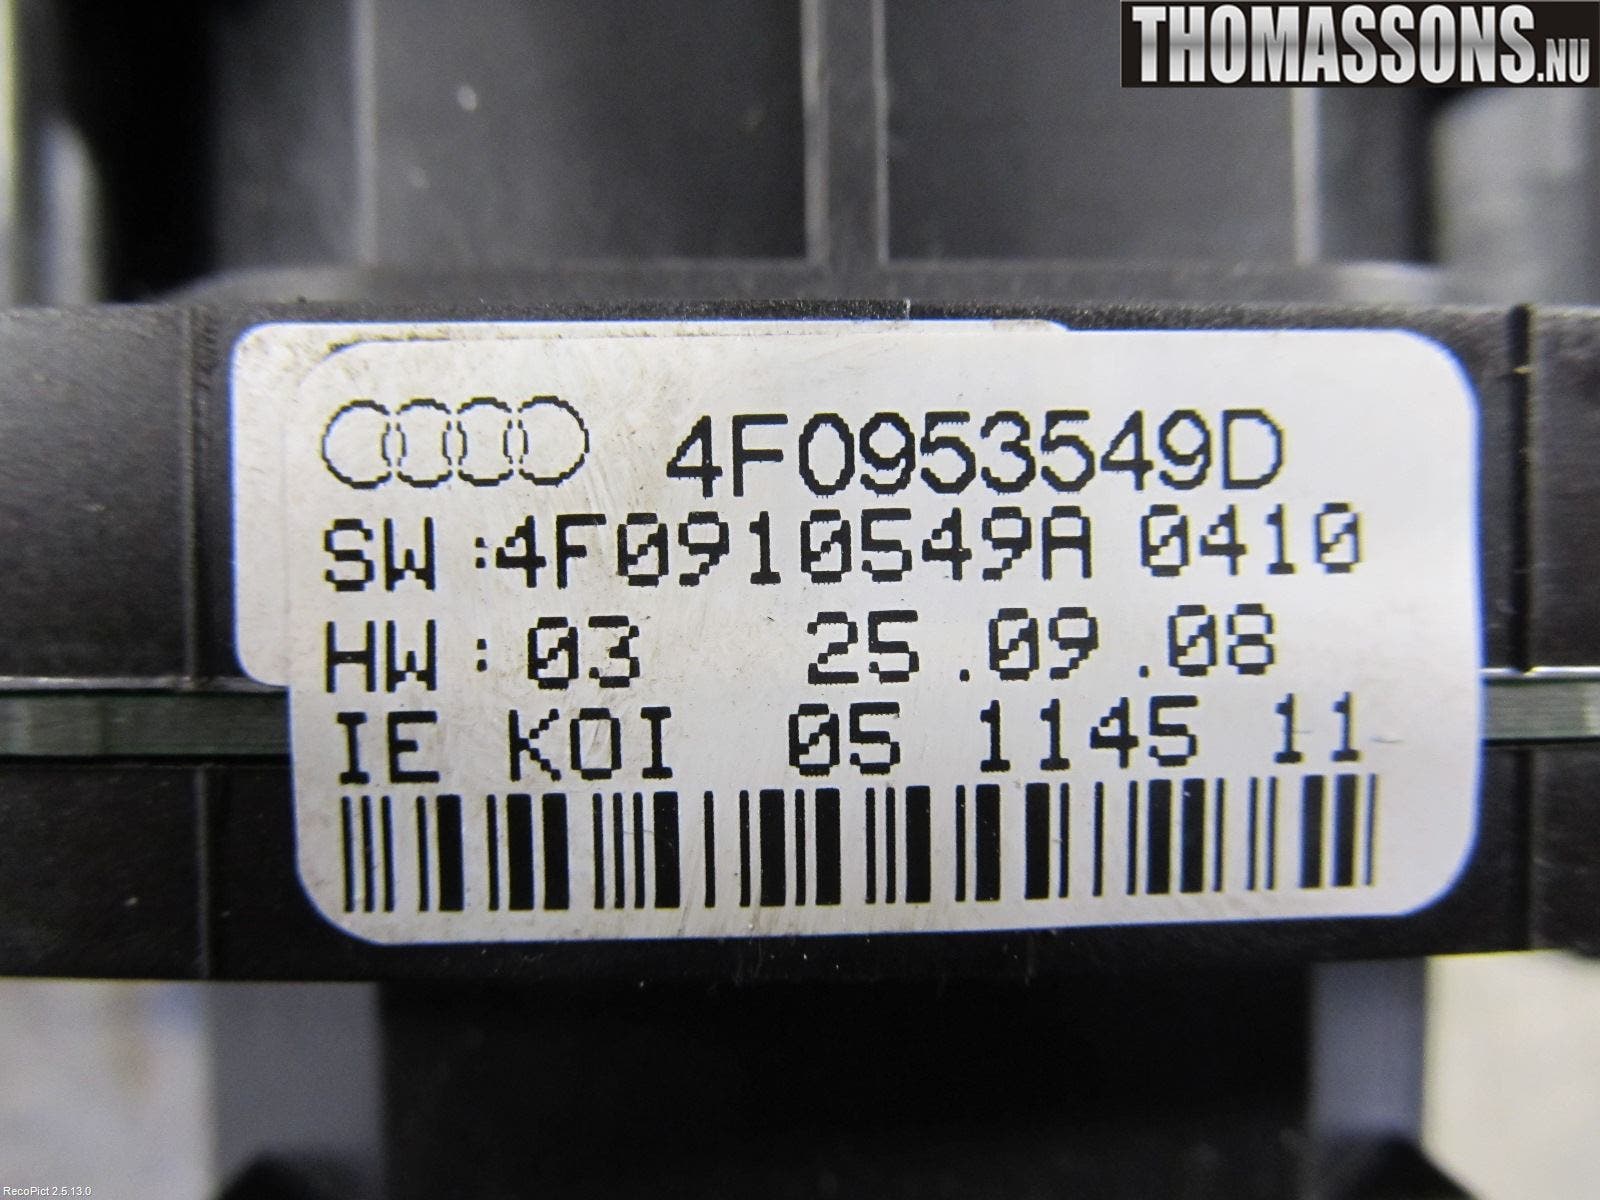 THOMASSONS.NU
4F0953549D
SW :4F0910549A 0410
HW : 03 25.09.08
IE KOI 05 1145 11
RecoPict 2.5.13.0